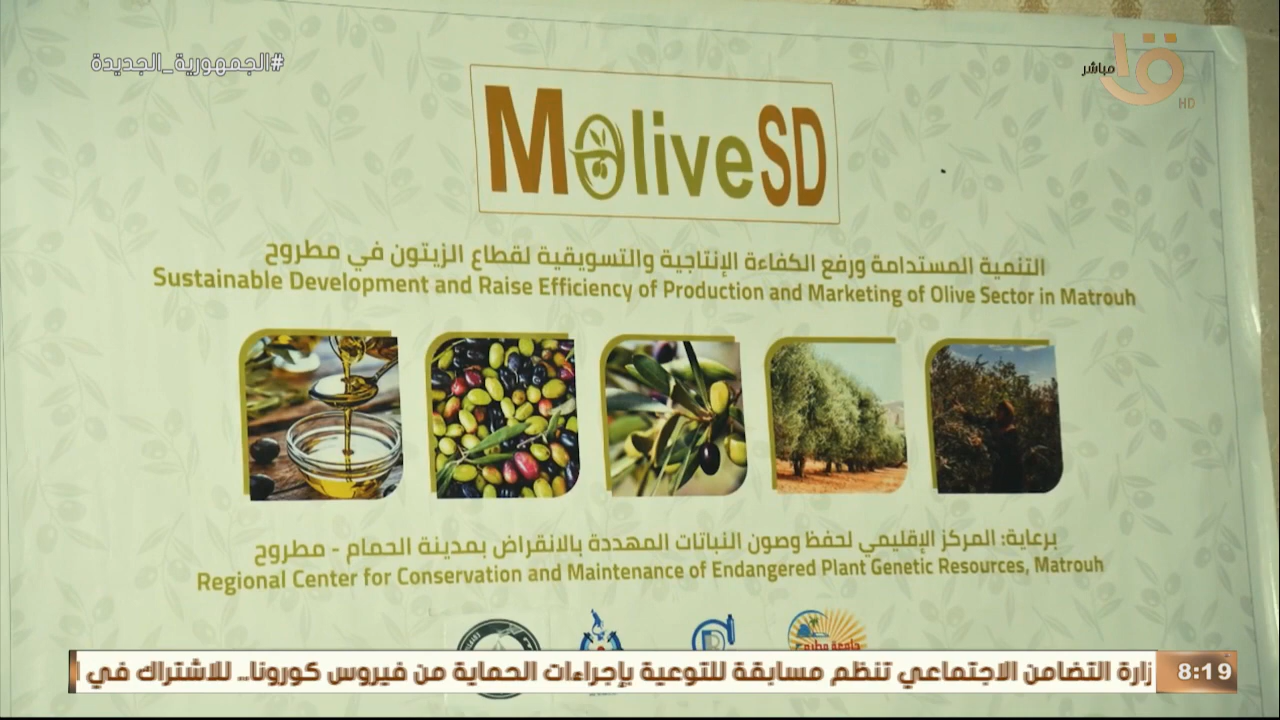 #الجمهورية_الجديدة
مباشر
HD
MoliveSD
التنمية المستدامة ورفع الكفاءة الإنتاجية والتسويقية لقطاع الزيتون في مطروح
Sustainable Development and Raise Efficiency of Production and Marketing of Olive Sector in Matrouh
برعاية: المركز الإقليمي لحفظ وصون النباتات المهددة بالانقراض بمدينة الحمام - مطروح
Regional Center for Conservation and Maintenance of Endangered Plant Genetic Resources, Matrouh
زارة التضامن الاجتماعي تنظم مسابقة للتوعية بإجراءات الحماية من فيروس كورونا.. للاشتراك في ا
8:19